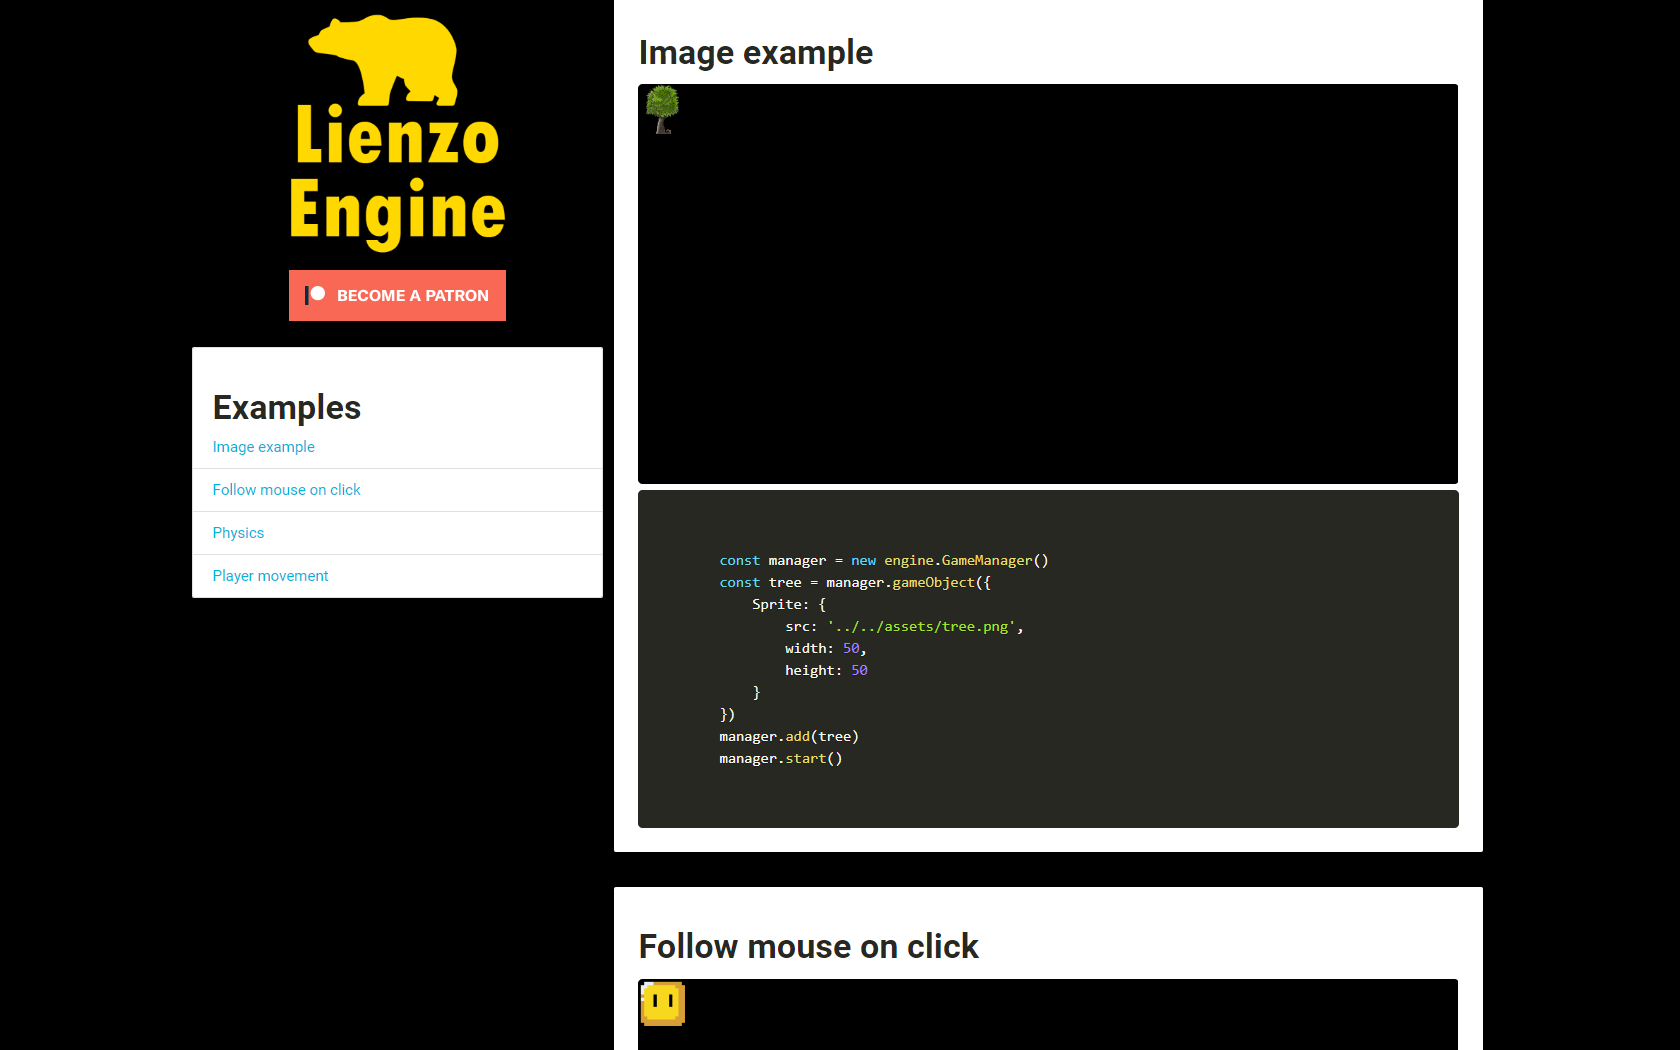 Lienzo
Engine
BECOME A PATRON
Examples
Image example
Follow mouse on click
Physics
Player movement
Image example
const manager = new engine.GameManager()
const tree = manager.gameObject({
    Sprite: {
        src: '../../assets/tree.png',
        width: 50,
        height: 50
    }
})
manager.add(tree)
manager.start()
Follow mouse on click